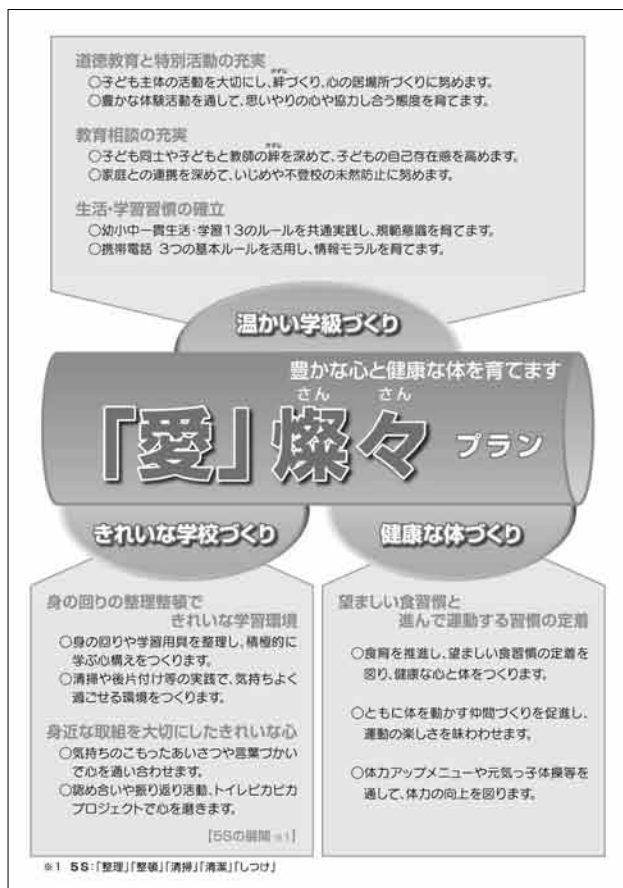 道徳教育と特別活動の充実
○子ども主体の活動を大切にし、絆づくり、心の居場所づくりに努めます。
○豊かな体験活動を通して、思いやりの心や協力し合う態度を育てます。
教育相談の充実
○子ども同士や子どもと教師の絆を深めて、子どもの自己存在感を高めます。
○家庭との連携を深めて、いじめや不登校の未然防止に努めます。
生活・学習習慣の確立
○幼小中一貫生活・学習13のルールを共通実践し、規範意識を育てます。
○携帯電話 3つの基本ルールを活用し、情報モラルを育てます。
温かい学級づくり
豊かな心と健康な体を育てます
さん さん
「愛」燦々 プラン
きれいな学校づくり
健康な体づくり
身の回りの整理整頓で
きれいな学習環境
○身の回りや学習用具を整理し、積極的に
学ぶ心構えをつくります。
○清掃や後片付け等の実践で、気持ちよく
過ごせる環境をつくります。
身近な取組を大切にしたきれいな心
○気持ちのこもったあいさつや言葉づかい
で心を通い合わせます。
○認め合いや振り返り活動、トイレピカピカ
プロジェクトで心を磨きます。
【5Sの展開 ※1】
望ましい食習慣と
進んで運動する習慣の定着
○食育を推進し、望ましい食習慣の定着を
図り、健康な心と体をつくります。
○ともに体を動かす仲間づくりを促進し、
運動の楽しさを味わわせます。
○体力アップメニューや元気っ子体操等を
通して、体力の向上を図ります。
※1 5S:「整理」「整頓」「清掃」「清潔」「しつけ」